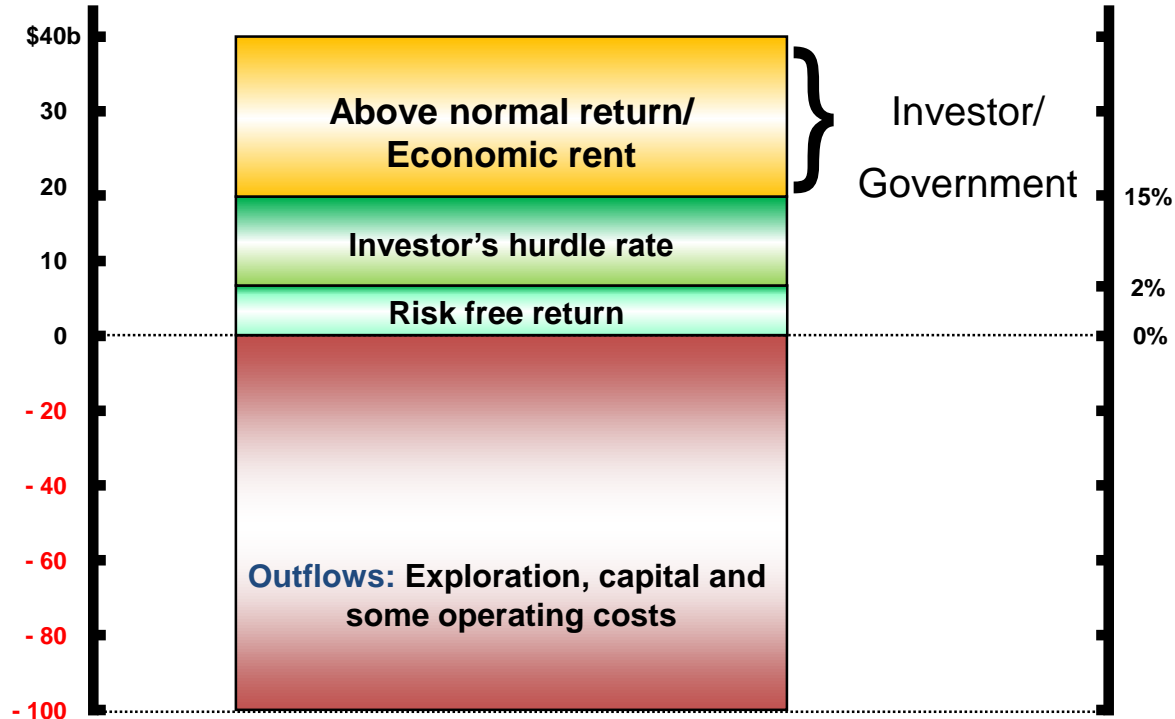 $40b
30
20
10
0
- 20
- 40
- 60
- 80
- 100
Above normal return/
Economic rent
Investor's hurdle rate
Risk free return
Outflows: Exploration, capital and
some operating costs
Investor/
Government
15%
2%
0%